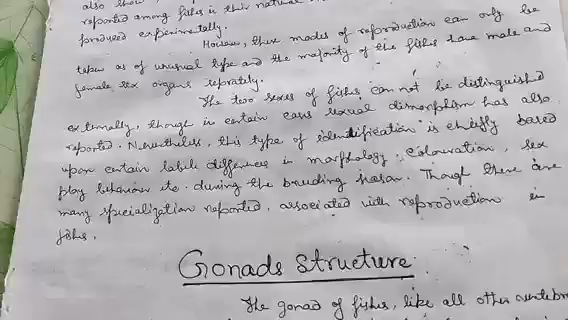 also show
reported among fishes in their natural
produced experimentally.
However, these modes of reproduction can only be
taken as of unusual type and the majority of the fishes have male and
female sex organs seprately.
The two sexes of fishes can not be distinguished
externally, though in certain cases sexual dimorphism has also
reported. Nevertheless, this type of identification is chiefly based
upon certain labile differences in morphology, colouration, sex
play behaviour etc. during the breeding season. Though there are
many specialization reported, associated with reproduction in
fishes.
Gonads Structure
The gonad of fishes, like all other